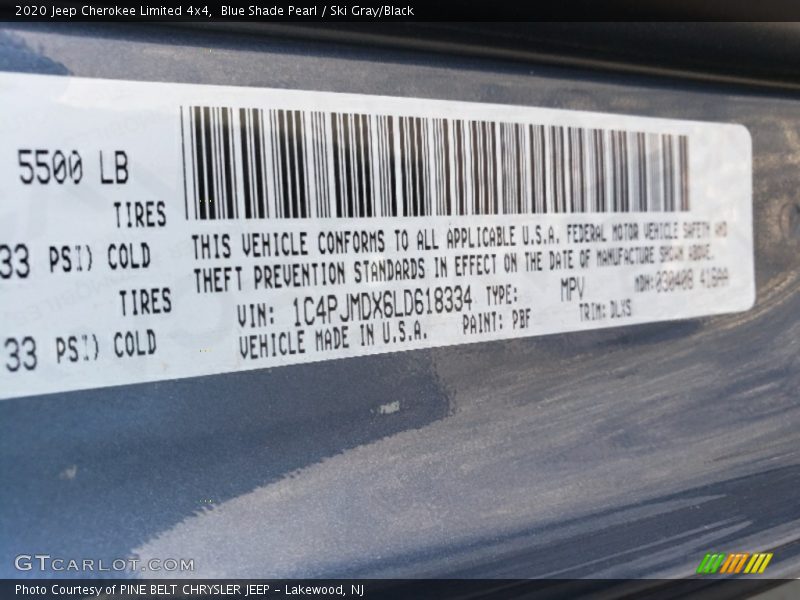 2020 Jeep Cherokee Limited 4x4,  Blue Shade Pearl / Ski Gray/Black
5500 LB
TIRES
33 PSI) COLD
TIRES
33 PSI) COLD
THIS VEHICLE CONFORMS TO ALL APPLICABLE U.S.A. FEDERAL MOTOR VEHICLE SAFETY AND
THEFT PREVENTION STANDARDS IN EFFECT ON THE DATE OF MANUFACTURE SHOWN ABOVE.
VIN: 1C4PJMDX6LD618334 TYPE: MPV MDH:
VEHICLE MADE IN U.S.A. PAINT: PBF TRIM: DLXS
GTCARLOT.COM
Photo Courtesy of PINE BELT CHRYSLER JEEP - Lakewood, NJ